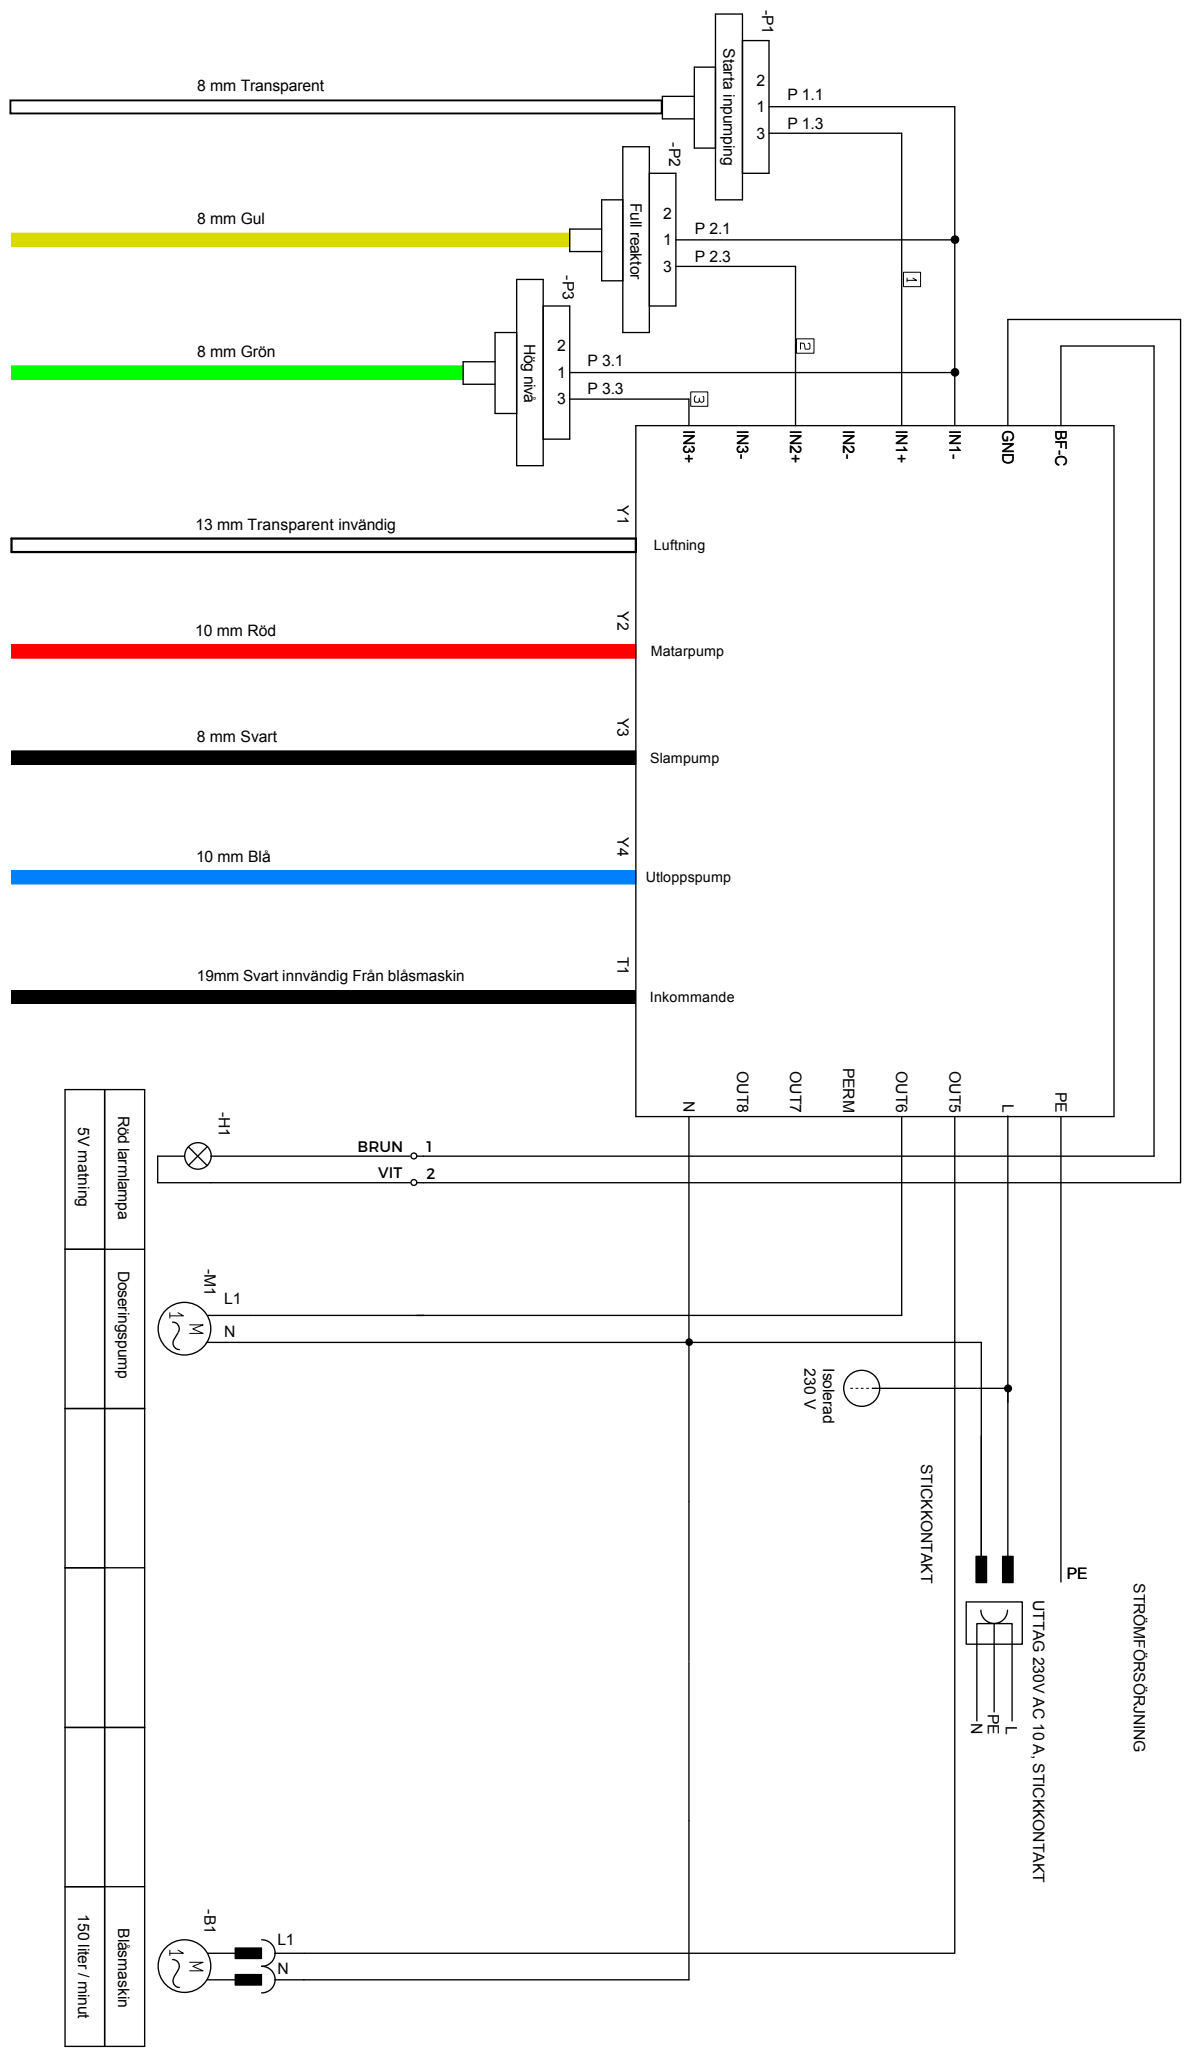 -P1
Starta inpumping
2
1
3
P 1.1
P 1.3
8 mm Transparent
-P2
Full reaktor
2
1
3
P 2.1
P 2.3
8 mm Gul
1
-P3
Hög nivå
2
1
3
P 3.1
P 3.3
8 mm Grön
2
3
IN3+
IN3-
IN2+
IN2-
IN1+
IN1-
GND
BF-C
Y1
13 mm Transparent invändig
Luftning
Y2
10 mm Röd
Matarpump
Y3
8 mm Svart
Slampump
Y4
10 mm Blå
Utloppspump
T1
19mm Svart innvändig Från blåsmaskin
Inkommande
N
OUT8
OUT7
PERM
OUT6
OUT5
L
PE
-H1
BRUN
1
VIT
2
Röd larmlampa
5V matning
-M1
L1
N
M
1
Doseringspump
Isolerad
230 V
STICKKONTAKT
PE
STRÖMFÖRSÖRJNING
UTTAG 230V AC 10 A, STICKKONTAKT
L
PE
N
-B1
L1
N
M
1
Blåsmaskin
150 liter / minut